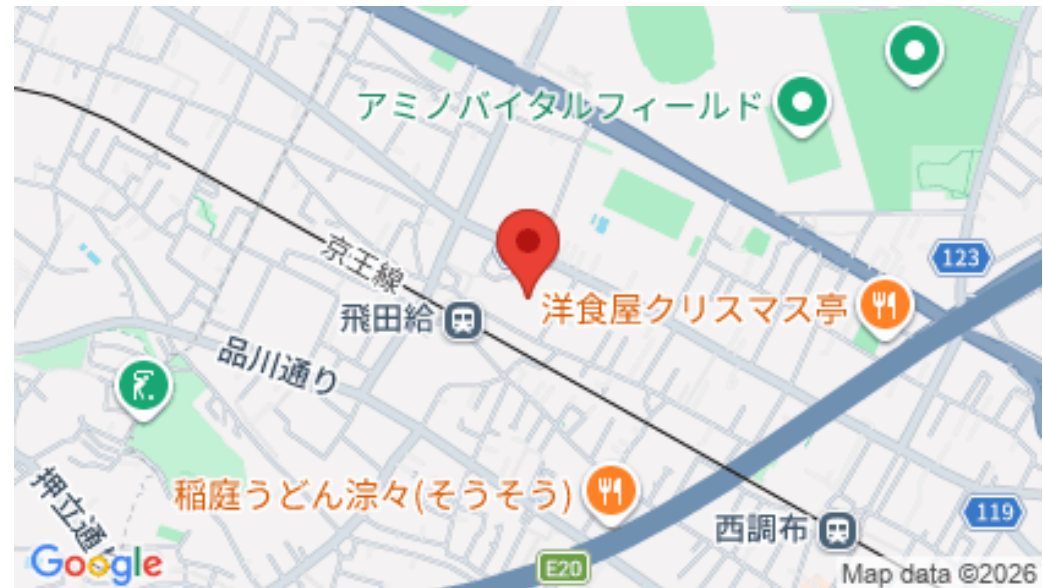 アミノバイタルフィールド
123
京王線
飛田給
洋食屋クリスマス亭
品川通り
稲庭うどん淙々(そうそう)
押立通り
西調布
119
E20
Google
Map data ©2026